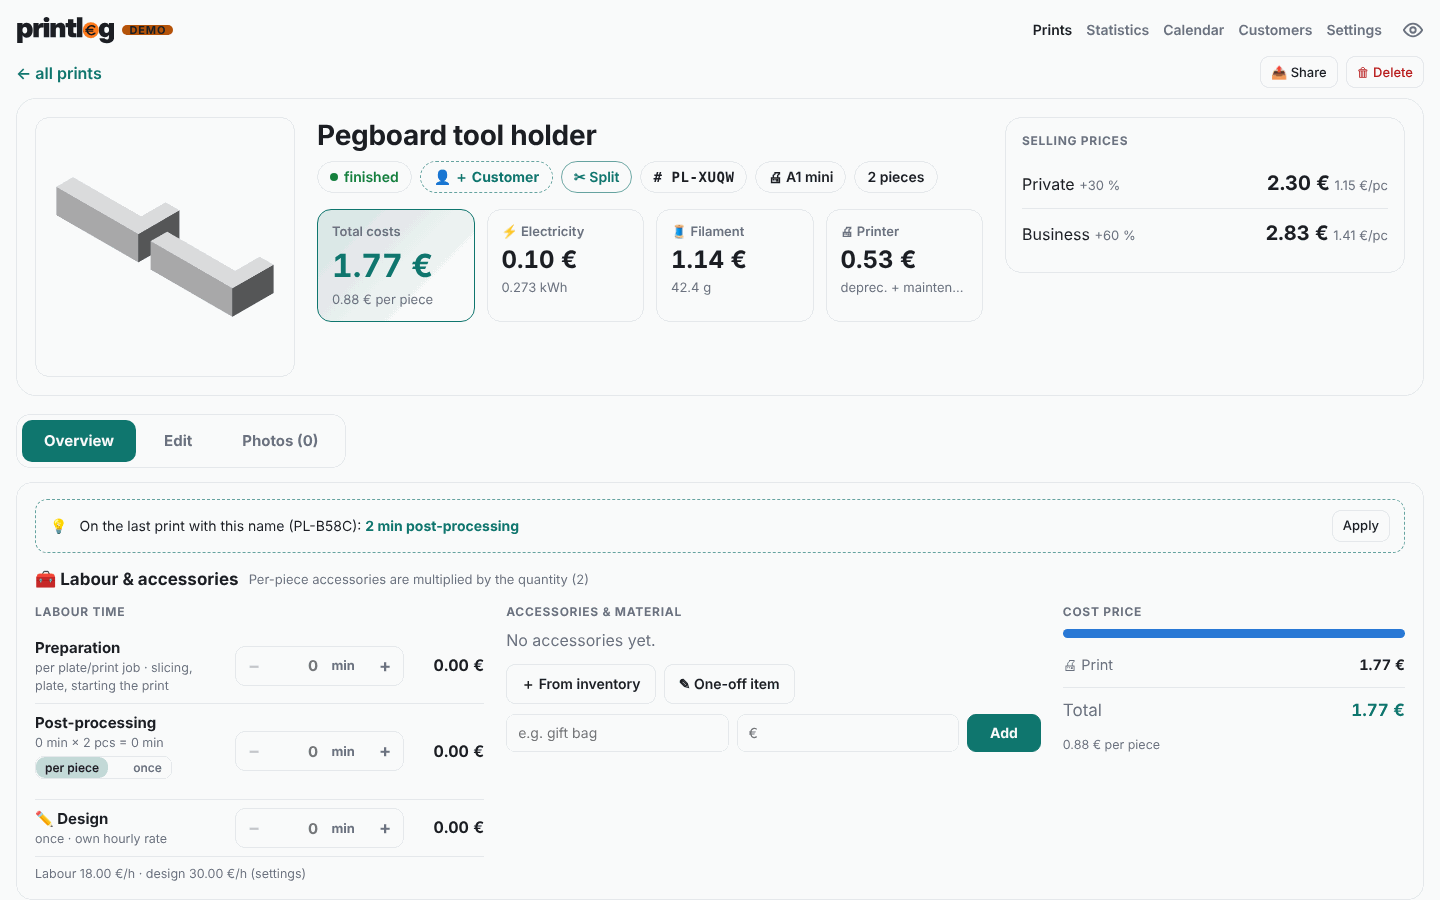 printl€g DEMO
Prints Statistics Calendar Customers Settings
← all prints
📤 Share
🗑 Delete
Pegboard tool holder
finished
👤 + Customer
✂ Split
# PL-XUQW
🖨 A1 mini
2 pieces
Total costs
1.77 €
0.88 € per piece
⚡ Electricity
0.10 €
0.273 kWh
🧵 Filament
1.14 €
42.4 g
🖨 Printer
0.53 €
deprec. + mainten...
SELLING PRICES
Private +30 % 2.30 € 1.15 €/pc
Business +60 % 2.83 € 1.41 €/pc
Overview
Edit
Photos (0)
💡 On the last print with this name (PL-B58C): 2 min post-processing
Apply
🧰 Labour & accessories Per-piece accessories are multiplied by the quantity (2)
LABOUR TIME
Preparation
per plate/print job · slicing,
plate, starting the print
− 0 min + 0.00 €
Post-processing
0 min × 2 pcs = 0 min
per piece once
− 0 min + 0.00 €
✏️ Design
once · own hourly rate
− 0 min + 0.00 €
Labour 18.00 €/h · design 30.00 €/h (settings)
ACCESSORIES & MATERIAL
No accessories yet.
+ From inventory
✎ One-off item
e.g. gift bag
€
Add
COST PRICE
🖨 Print 1.77 €
Total 1.77 €
0.88 € per piece